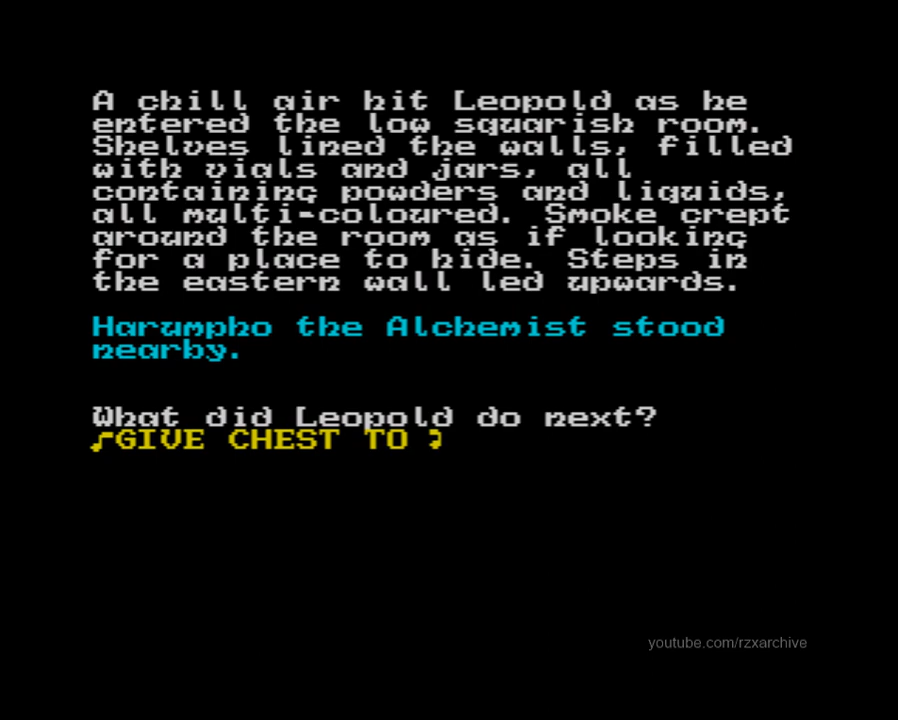 A chill air hit Leopold as he
entered the low squarish room.
Shelves lined the walls, filled
with vials and jars, all
containing powders and liquids,
all multi-coloured. Smoke crept
around the room as if looking
for a place to hide. Steps in
the eastern wall led upwards.
Harumpho the Alchemist stood
nearby.
What did Leopold do next?
GIVE CHEST TO
youtube.com/rzxarchive